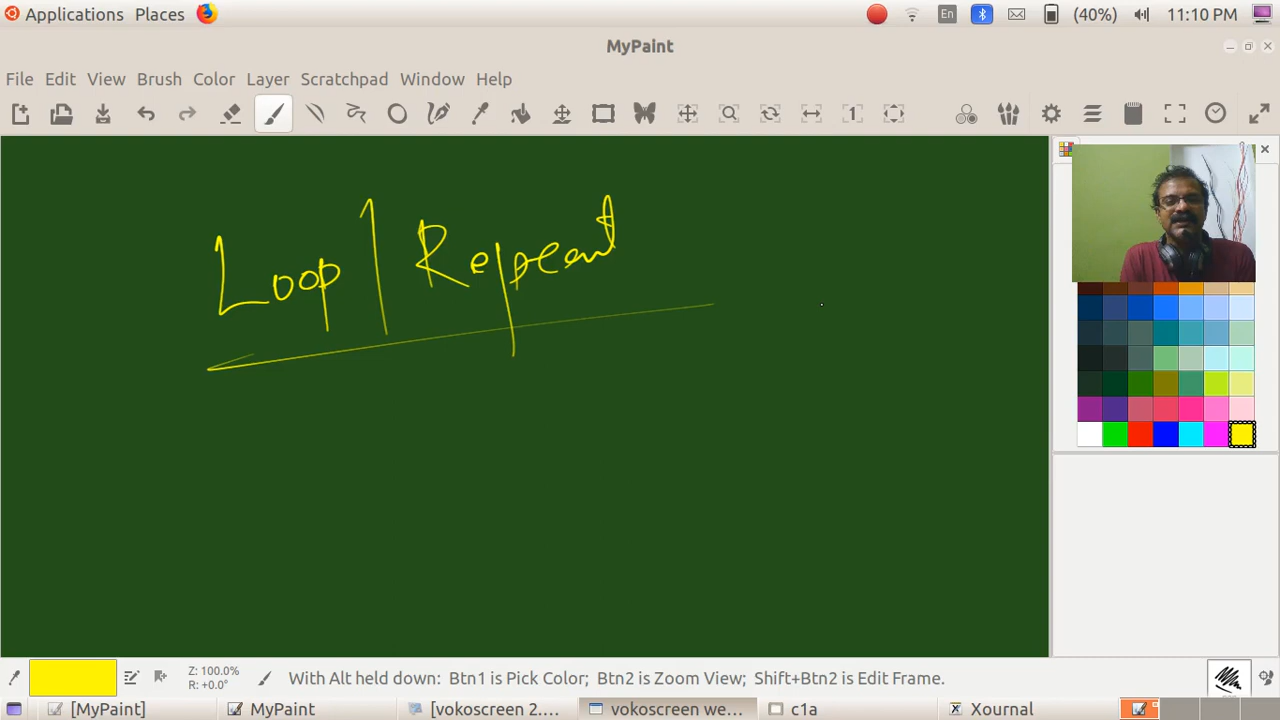 Applications Places En (40%) 11:10 PM
MyPaint
File Edit View Brush Color Layer Scratchpad Window Help
1
Loop | Repeat
Z: 100.0%
R: +0.0°
With Alt held down: Btn1 is Pick Color; Btn2 is Zoom View; Shift+Btn2 is Edit Frame.
[MyPaint] MyPaint [vokoscreen 2.... vokoscreen we... c1a Xournal